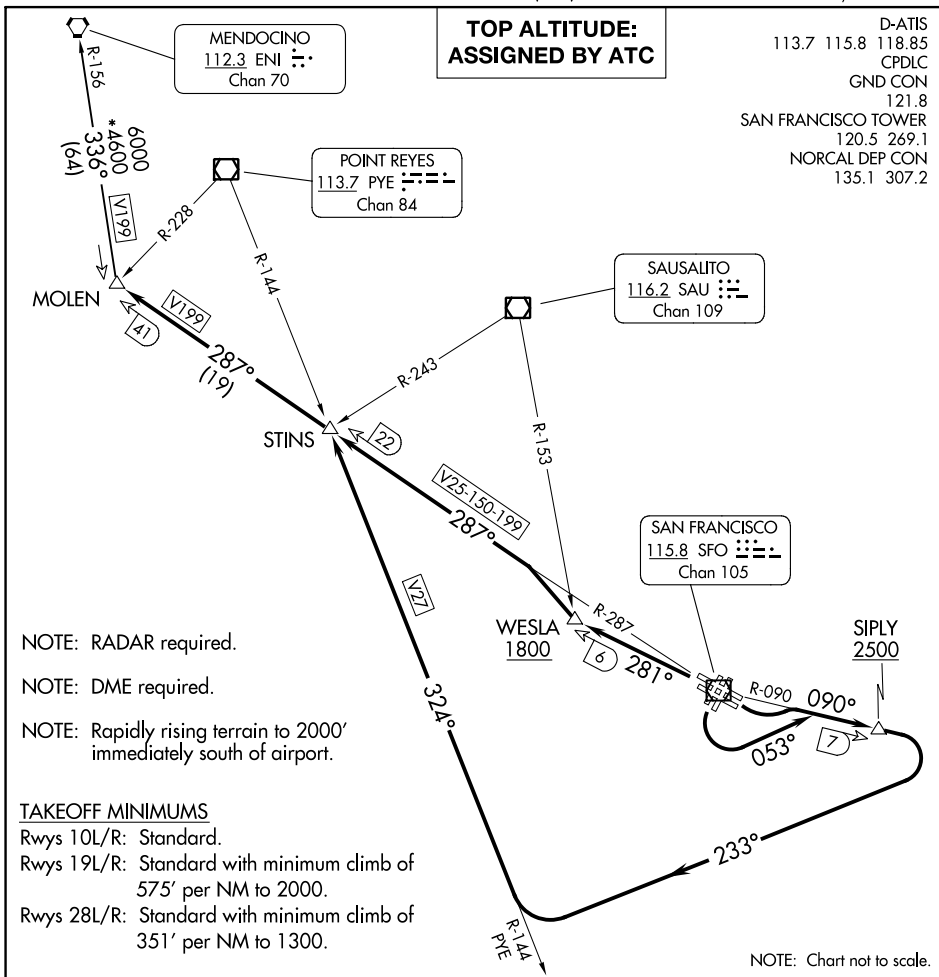 TOP ALTITUDE:
ASSIGNED BY ATC
D-ATIS
113.7 115.8 118.85
CPDLC
GND CON
121.8
SAN FRANCISCO TOWER
120.5 269.1
NORCAL DEP CON
135.1 307.2
MENDOCINO
112.3 ENI
Chan 70
R-156
6000
*4600
336°
(64)
V199
POINT REYES
113.7 PYE
Chan 84
R-228
R-144
MOLEN
41
V199
287°
(19)
SAUSALITO
116.2 SAU
Chan 109
R-243
R-153
STINS
22
V25-150-199
287°
SAN FRANCISCO
115.8 SFO
Chan 105
R-287
WESLA
1800
6
281°
SIPLY
2500
R-090
090°
7
053°
V27
324°
233°
R-144
PYE
NOTE: RADAR required.
NOTE: DME required.
NOTE: Rapidly rising terrain to 2000'
immediately south of airport.
TAKEOFF MINIMUMS
Rwys 10L/R: Standard.
Rwys 19L/R: Standard with minimum climb of
575' per NM to 2000.
Rwys 28L/R: Standard with minimum climb of
351' per NM to 1300.
NOTE: Chart not to scale.